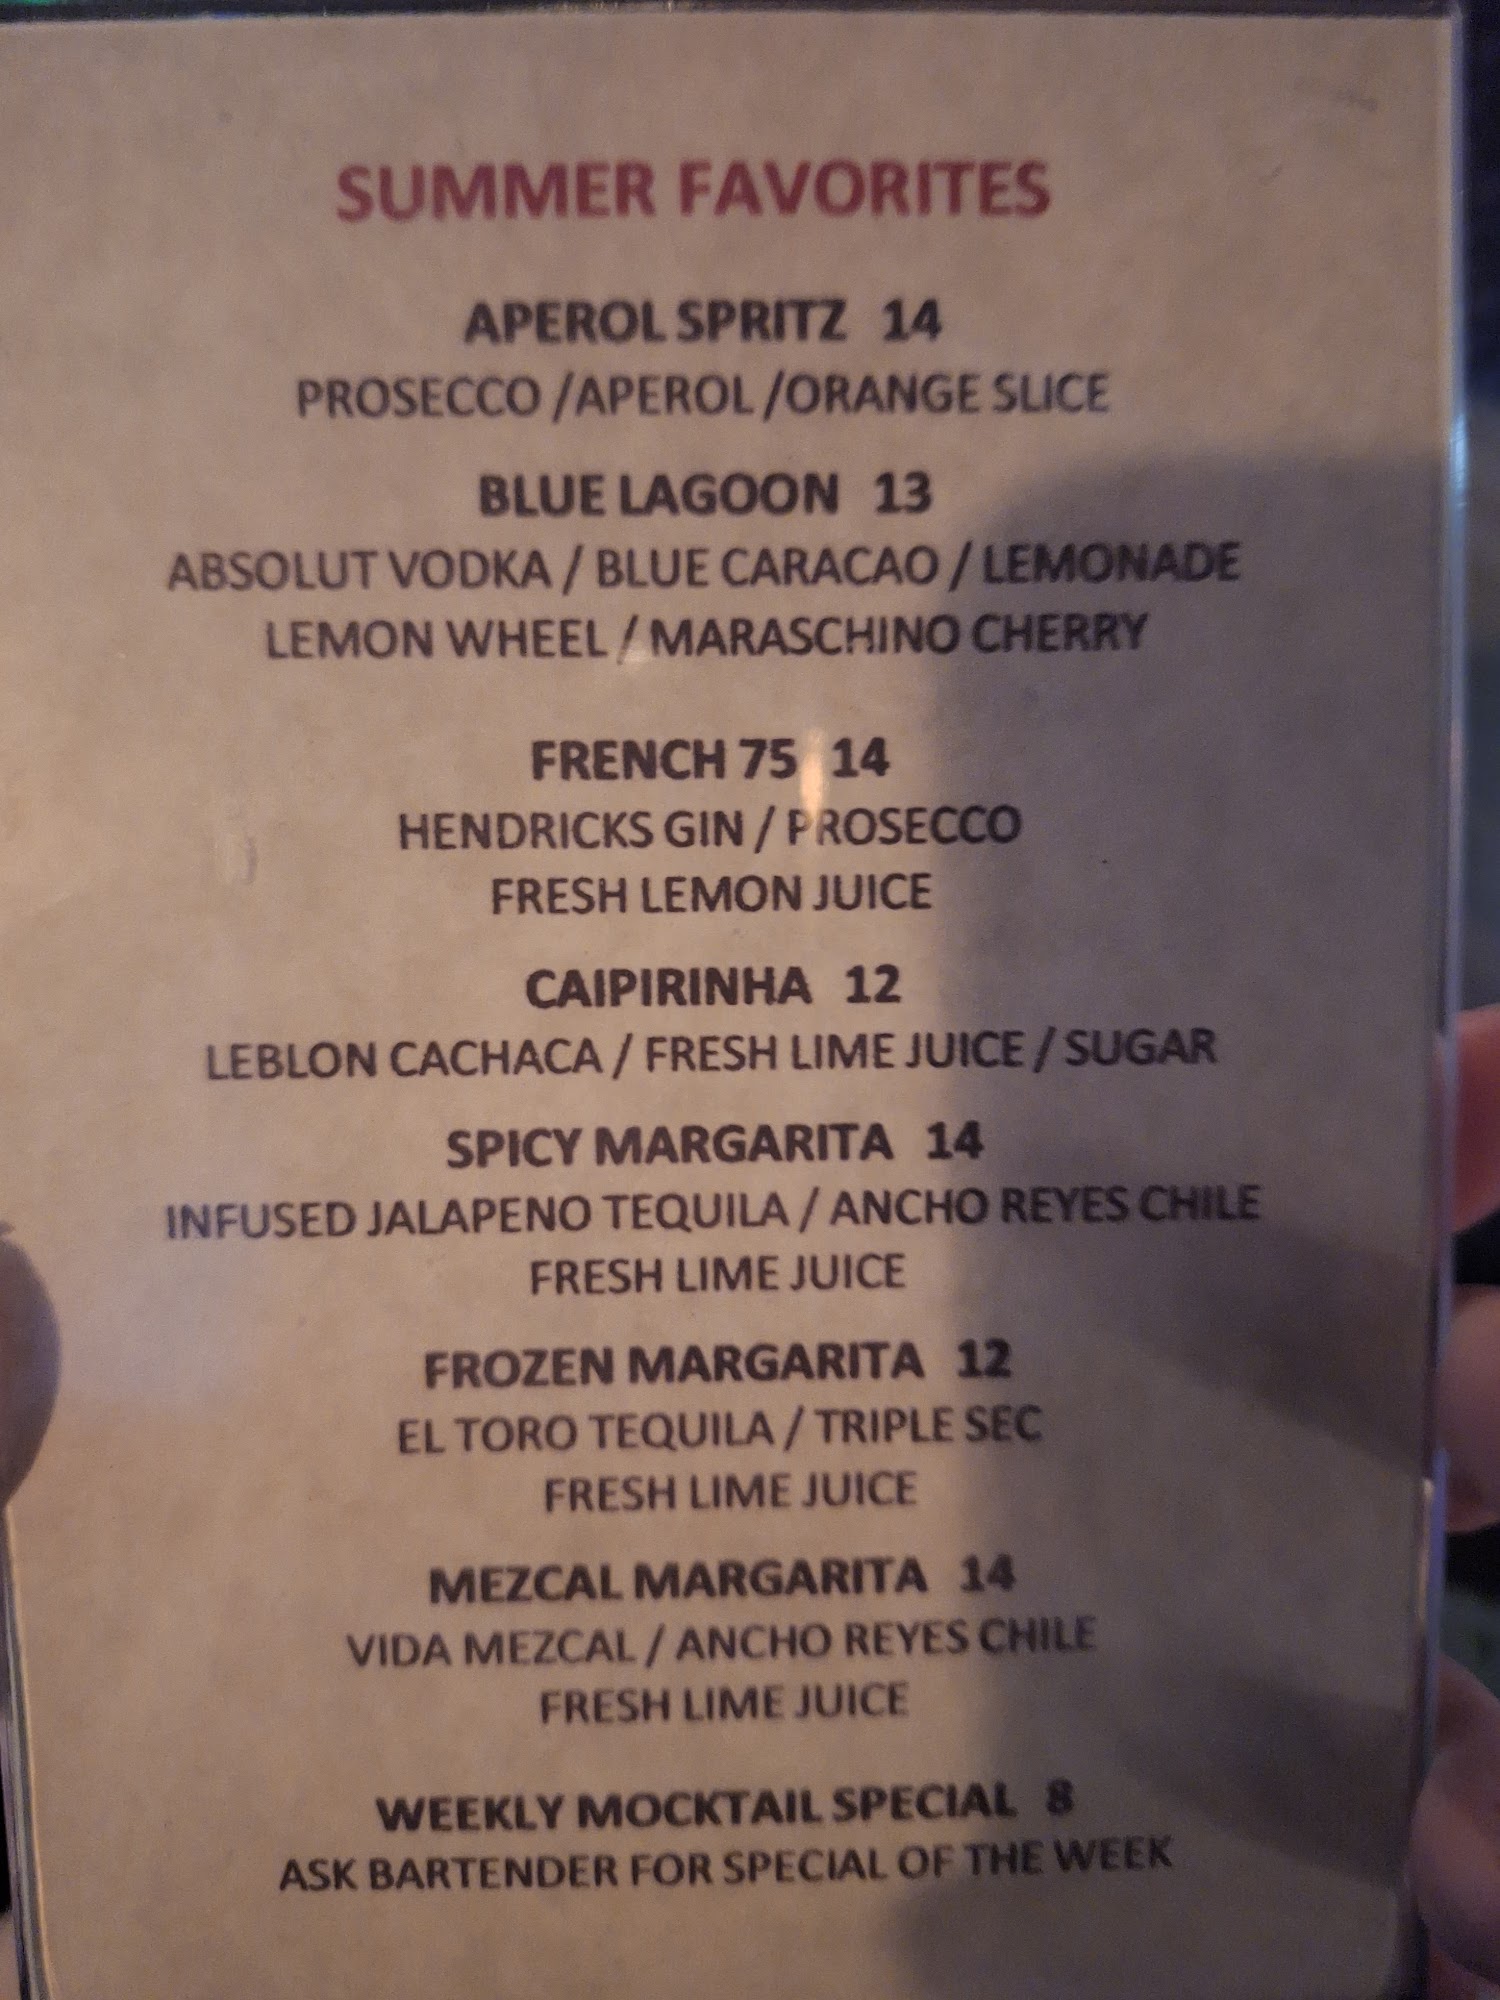 SUMMER FAVORITES
APEROL SPRITZ 14
PROSECCO /APEROL /ORANGE SLICE
BLUE LAGOON 13
ABSOLUT VODKA / BLUE CARACAO / LEMONADE
LEMON WHEEL / MARASCHINO CHERRY
FRENCH 75 14
HENDRICKS GIN / PROSECCO
FRESH LEMON JUICE
CAIPIRINHA 12
LEBLON CACHACA / FRESH LIME JUICE / SUGAR
SPICY MARGARITA 14
INFUSED JALAPENO TEQUILA / ANCHO REYES CHILE
FRESH LIME JUICE
FROZEN MARGARITA 12
EL TORO TEQUILA / TRIPLE SEC
FRESH LIME JUICE
MEZCAL MARGARITA 14
VIDA MEZCAL / ANCHO REYES CHILE
FRESH LIME JUICE
WEEKLY MOCKTAIL SPECIAL 8
ASK BARTENDER FOR SPECIAL OF THE WEEK